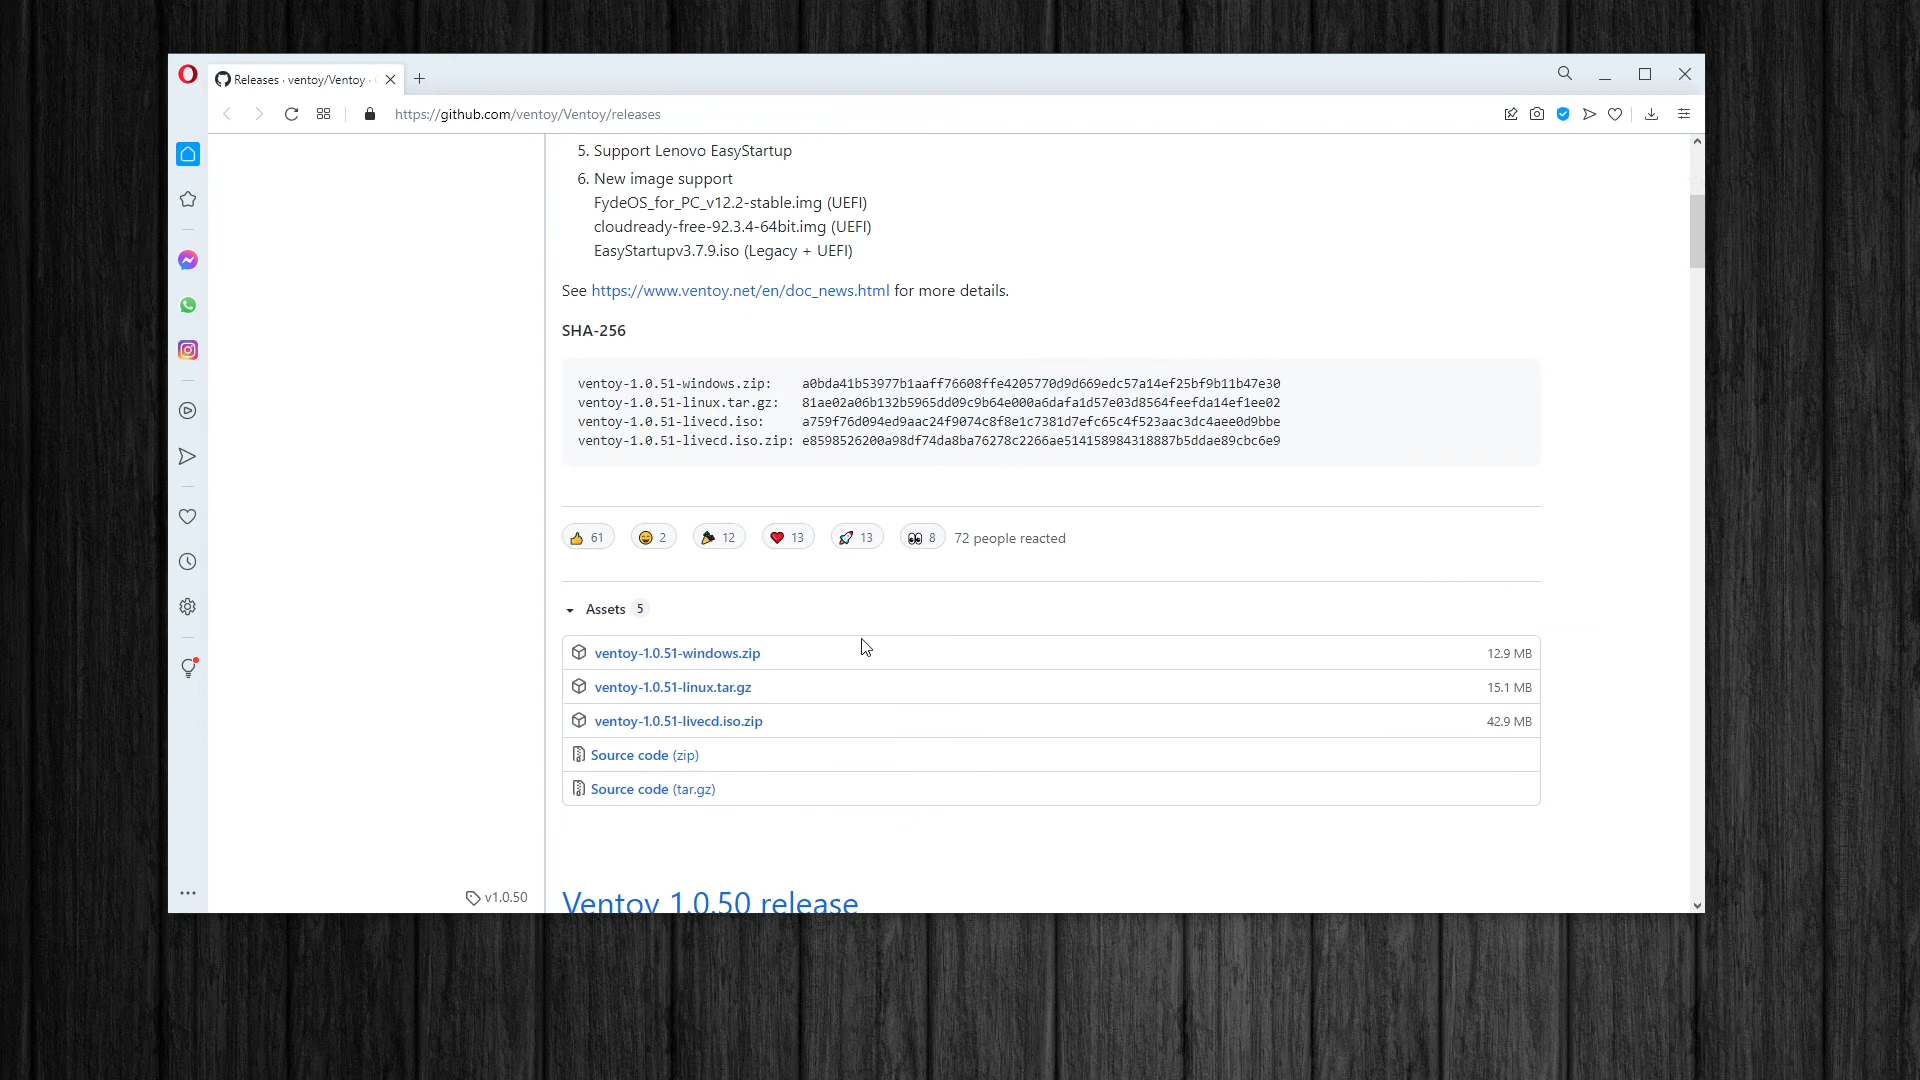 Releases · ventoy/Ventoy ·
https://github.com/ventoy/Ventoy/releases
5. Support Lenovo EasyStartup
6. New image support
FydeOS_for_PC_v12.2-stable.img (UEFI)
cloudready-free-92.3.4-64bit.img (UEFI)
EasyStartupv3.7.9.iso (Legacy + UEFI)
See https://www.ventoy.net/en/doc_news.html for more details.
SHA-256
ventoy-1.0.51-windows.zip: a0bda41b53977b1aaff76608ffe4205770d9d669edc57a14ef25bf9b11b47e30
ventoy-1.0.51-linux.tar.gz: 81ae02a06b132b5965dd09c9b64e000a6dafa1d57e03d8564feefda14ef1ee02
ventoy-1.0.51-livecd.iso: a759f76d094ed9aac24f9074c8f8e1c7381d7efc65c4f523aac3dc4aee0d9bbe
ventoy-1.0.51-livecd.iso.zip: e8598526200a98df74da8ba76278c2266ae514158984318887b5ddae89cbc6e9
61 2 12 13 13 8 72 people reacted
Assets 5
ventoy-1.0.51-windows.zip 12.9 MB
ventoy-1.0.51-linux.tar.gz 15.1 MB
ventoy-1.0.51-livecd.iso.zip 42.9 MB
Source code (zip)
Source code (tar.gz)
v1.0.50
Ventoy 1.0.50 release